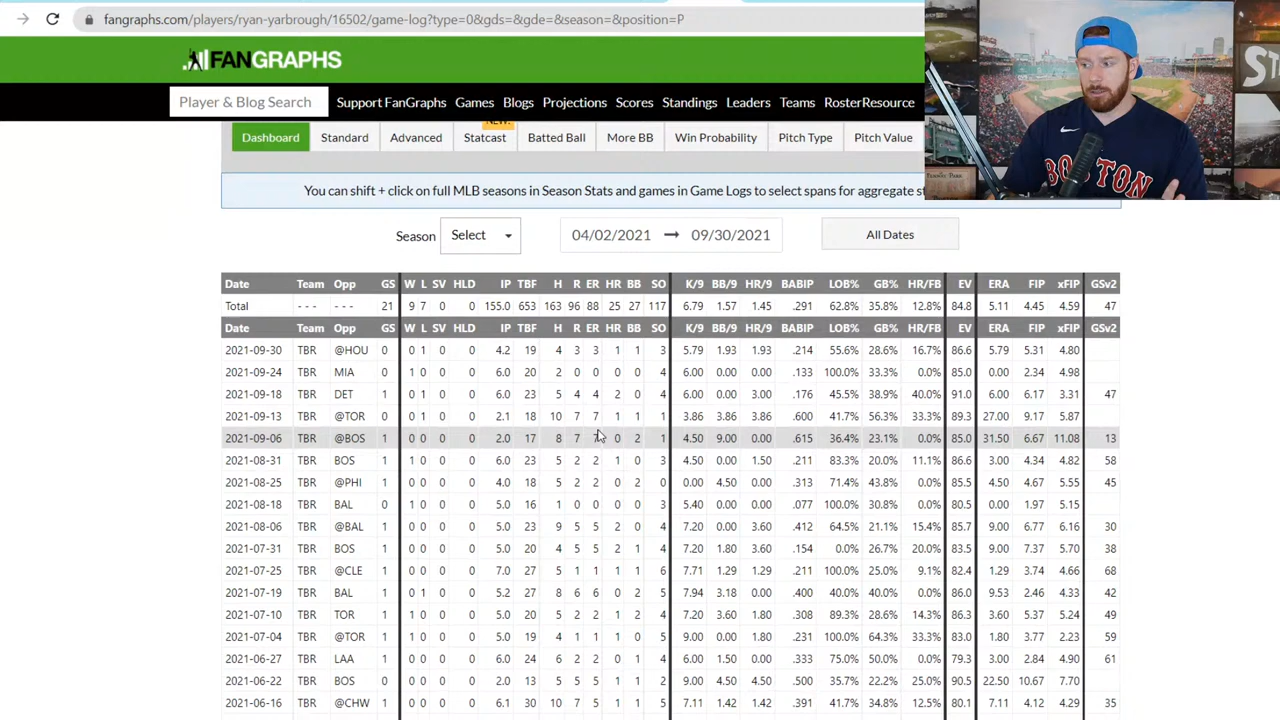 fangraphs.com/players/ryan-yarbrough/16502/game-log?type=0&gds=&gde=&season=&position=P
FANGRAPHS
Player & Blog Search Support FanGraphs Games Blogs Projections Scores Standings Leaders Teams RosterResource
Dashboard Standard Advanced Statcast Batted Ball More BB Win Probability Pitch Type Pitch Value
You can shift + click on full MLB seasons in Season Stats and games in Game Logs to select spans for aggregate
Season Select 04/02/2021 → 09/30/2021 All Dates
Date Team Opp GS W L SV HLD IP TBF H R ER HR BB SO K/9 BB/9 HR/9 BABIP LOB% GB% HR/FB EV ERA FIP xFIP GSv2
Total - - - - - - 21 9 7 0 0 155.0 653 163 96 88 25 27 117 6.79 1.57 1.45 .291 62.8% 35.8% 12.8% 84.8 5.11 4.45 4.59 47
Date Team Opp GS W L SV HLD IP TBF H R ER HR BB SO K/9 BB/9 HR/9 BABIP LOB% GB% HR/FB EV ERA FIP xFIP GSv2
2021-09-30 TBR @HOU 0 0 1 0 0 4.2 19 4 3 3 1 1 3 5.79 1.93 1.93 .214 55.6% 28.6% 16.7% 86.6 5.79 5.31 4.80
2021-09-24 TBR MIA 0 1 0 0 0 6.0 20 2 0 0 0 0 4 6.00 0.00 0.00 .133 100.0% 33.3% 0.0% 85.0 0.00 2.34 4.98
2021-09-18 TBR DET 1 1 0 0 0 6.0 23 5 4 4 2 0 4 6.00 0.00 3.00 .176 45.5% 38.9% 40.0% 91.0 6.00 6.17 3.31 47
2021-09-13 TBR @TOR 0 0 1 0 0 2.1 18 10 7 7 1 1 1 3.86 3.86 3.86 .600 41.7% 56.3% 33.3% 89.3 27.00 9.17 5.87
2021-09-06 TBR @BOS 1 0 0 0 0 2.0 17 8 7 7 0 2 1 4.50 9.00 0.00 .615 36.4% 23.1% 0.0% 85.0 31.50 6.67 11.08 13
2021-08-31 TBR BOS 1 1 0 0 0 6.0 23 5 2 2 1 0 3 4.50 0.00 1.50 .211 83.3% 20.0% 11.1% 86.6 3.00 4.34 4.82 58
2021-08-25 TBR @PHI 1 0 0 0 0 4.0 18 5 2 2 0 2 0 0.00 4.50 0.00 .313 71.4% 43.8% 0.0% 85.5 4.50 4.67 5.55 45
2021-08-18 TBR BAL 0 1 0 0 0 5.0 16 1 0 0 0 0 3 5.40 0.00 0.00 .077 100.0% 30.8% 0.0% 85.5 0.00 1.97 5.15
2021-08-06 TBR @BAL 1 0 0 0 0 5.0 23 9 5 5 2 0 4 7.20 0.00 3.60 .412 64.5% 21.1% 15.4% 85.7 9.00 6.77 6.16 30
2021-07-31 TBR BOS 1 0 0 0 0 5.0 20 4 5 5 2 1 4 7.20 1.80 3.60 .154 0.0% 26.7% 20.0% 83.5 9.00 7.37 5.70 38
2021-07-25 TBR @CLE 1 0 0 0 0 7.0 27 5 1 1 1 1 6 7.71 1.29 1.29 .211 100.0% 25.0% 9.1% 82.4 1.29 3.74 4.66 68
2021-07-19 TBR BAL 1 0 1 0 0 5.2 27 8 6 6 0 2 5 7.94 3.18 0.00 .400 40.0% 40.0% 0.0% 86.0 9.53 2.46 4.33 42
2021-07-10 TBR TOR 1 1 0 0 0 5.0 20 5 2 2 1 2 4 7.20 3.60 1.80 .308 89.3% 28.6% 14.3% 86.3 3.60 5.37 5.24 49
2021-07-04 TBR @TOR 1 0 0 0 0 5.0 19 4 1 1 1 0 5 9.00 0.00 1.80 .231 100.0% 64.3% 33.3% 83.0 1.80 3.77 2.23 59
2021-06-27 TBR LAA 1 1 0 0 0 6.0 24 6 2 2 0 1 4 6.00 1.50 0.00 .333 75.0% 50.0% 0.0% 79.3 3.00 2.84 4.90 61
2021-06-22 TBR BOS 0 0 0 0 0 2.0 13 5 5 5 1 1 2 9.00 4.50 4.50 .500 35.7% 22.2% 25.0% 90.5 22.50 10.67 7.70
2021-06-16 TBR @CHW 1 0 0 0 0 6.1 30 10 7 5 1 1 5 7.11 1.42 1.42 .391 41.7% 34.8% 12.5% 80.1 7.11 4.12 4.29 35
BOSTON